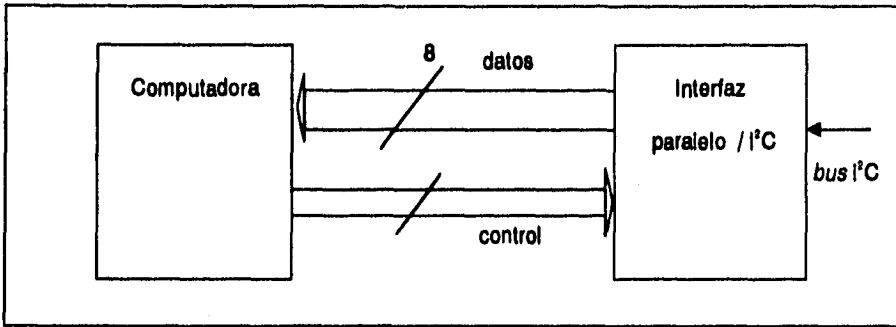 8
datos
Computadora
Interfaz
paralelo / I²C
bus I²C
control